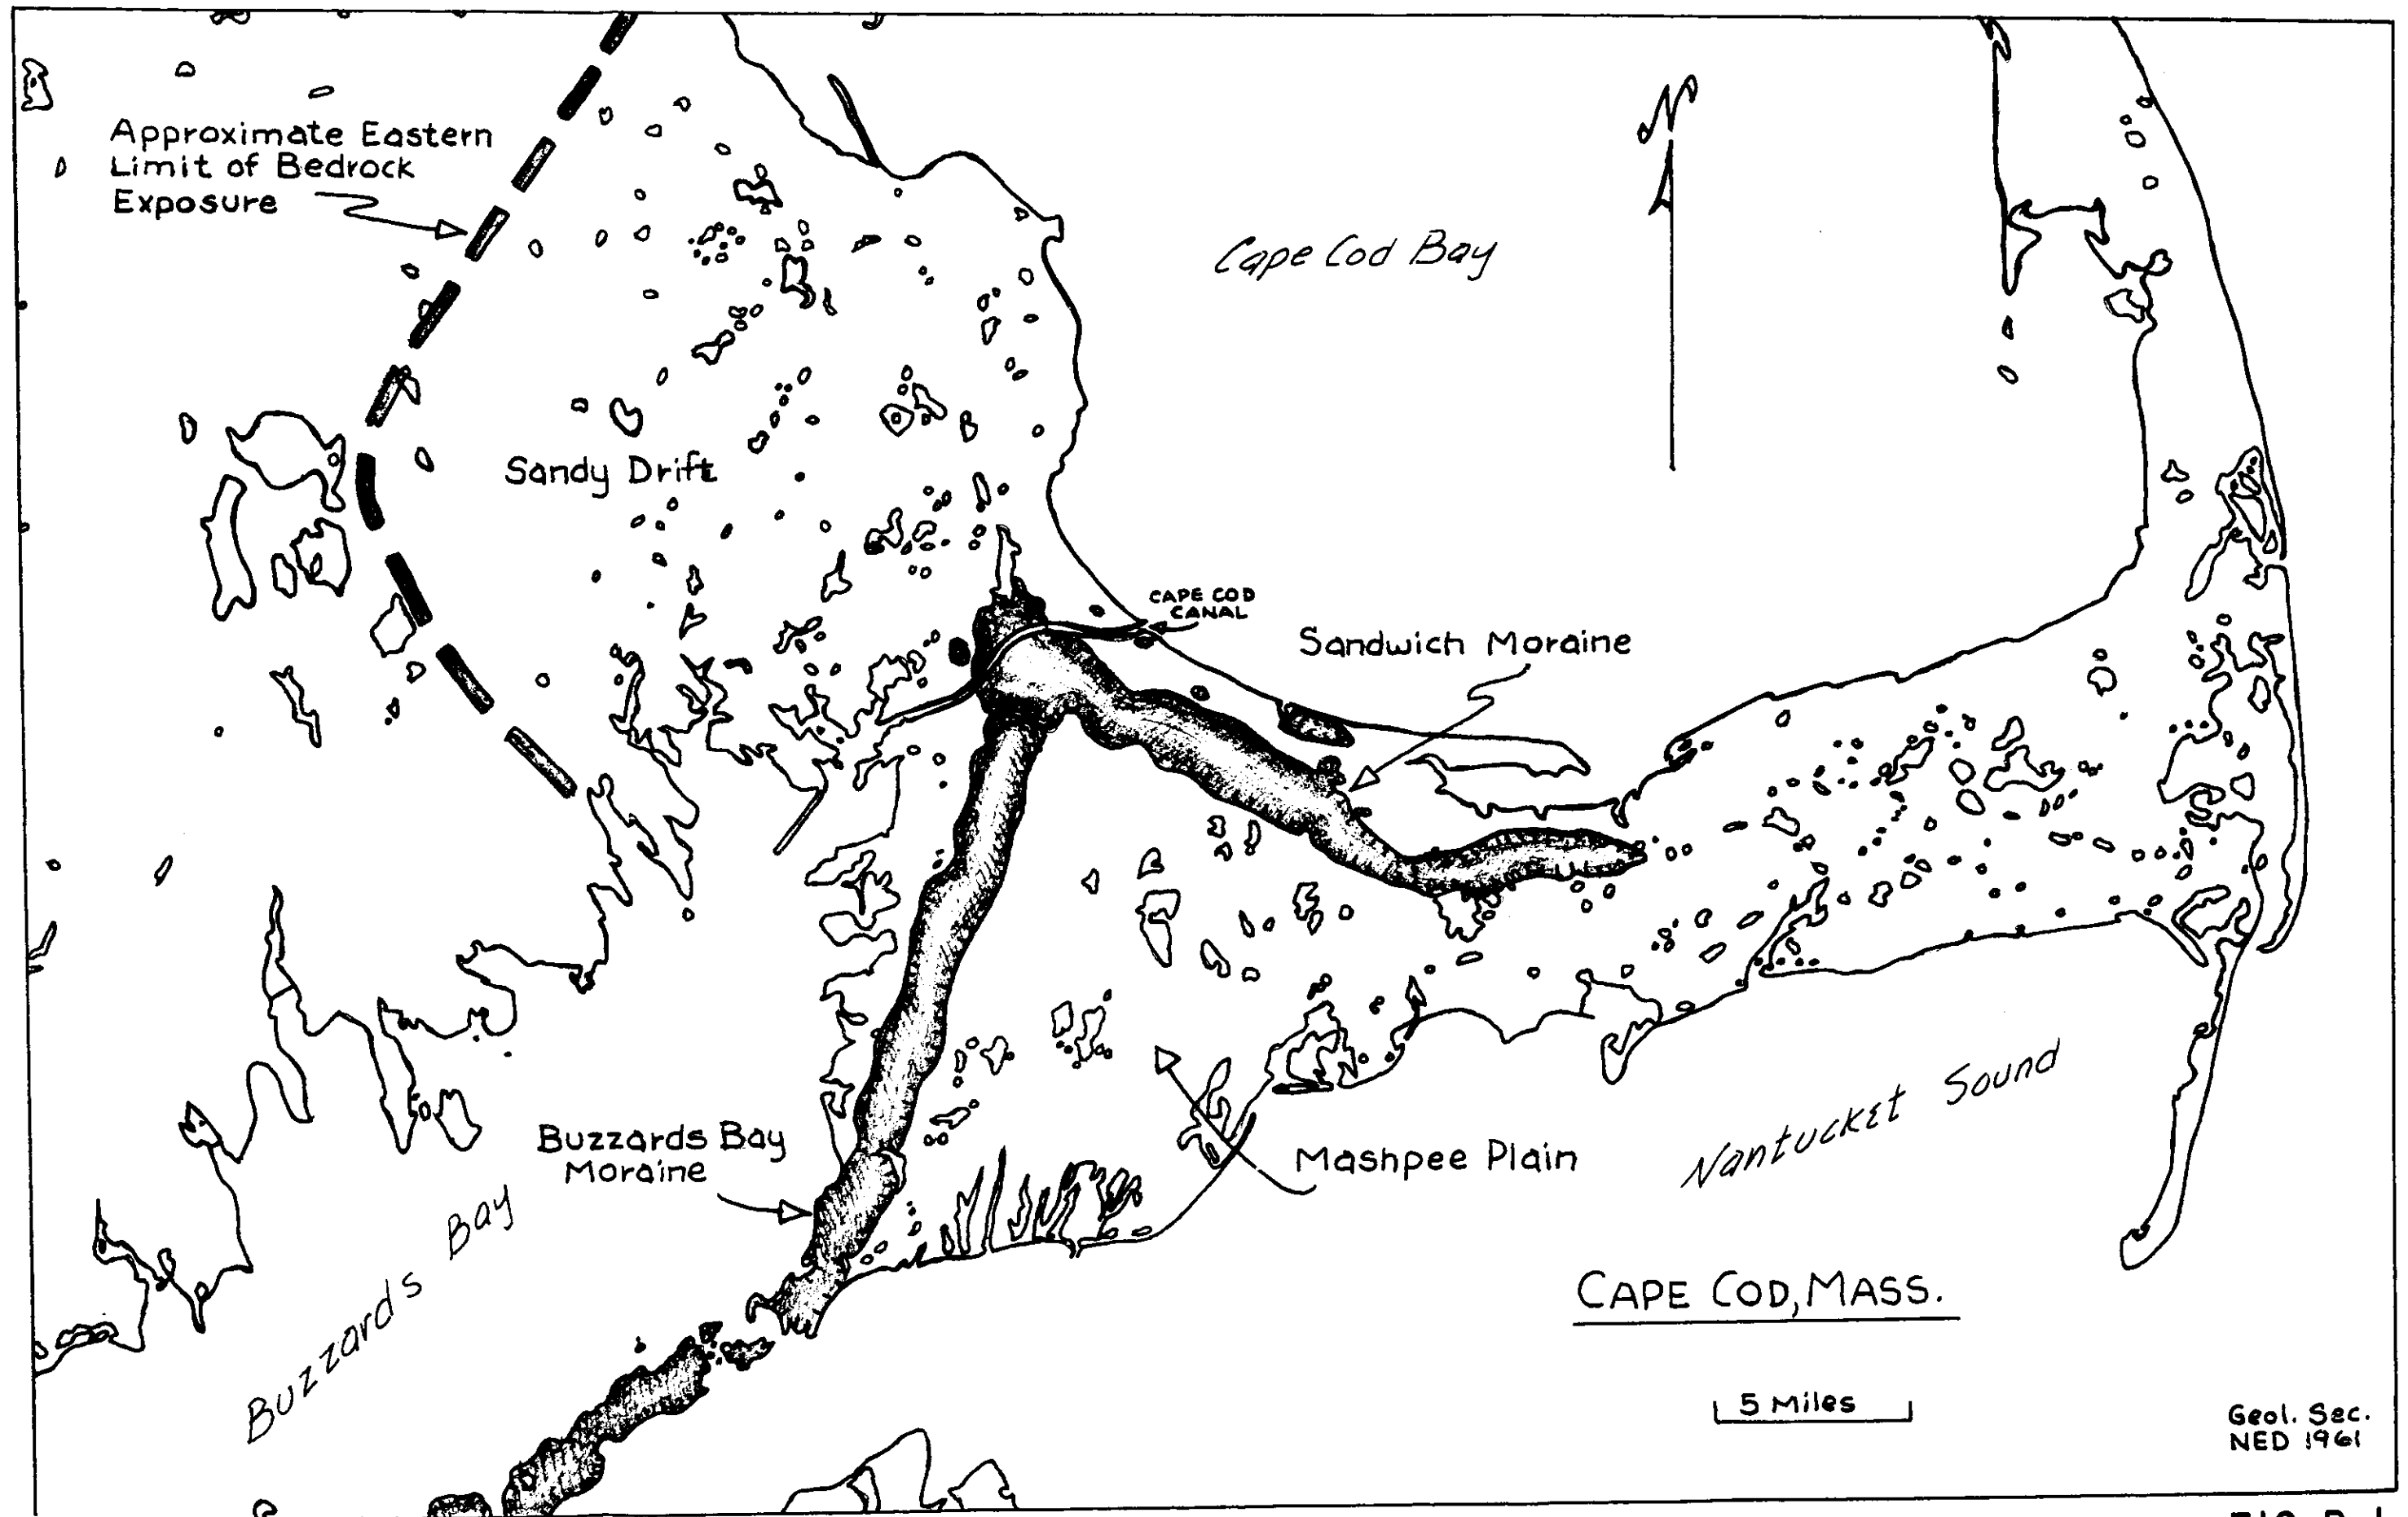 Approximate Eastern
Limit of Bedrock
Exposure
N
Cape Cod Bay
Sandy Drift
CAPE COD
CANAL
Sandwich Moraine
Buzzards Bay
Moraine
Mashpee Plain
Nantucket Sound
Buzzards Bay
CAPE COD, MASS.
5 Miles
Geol. Sec.
NED 1961